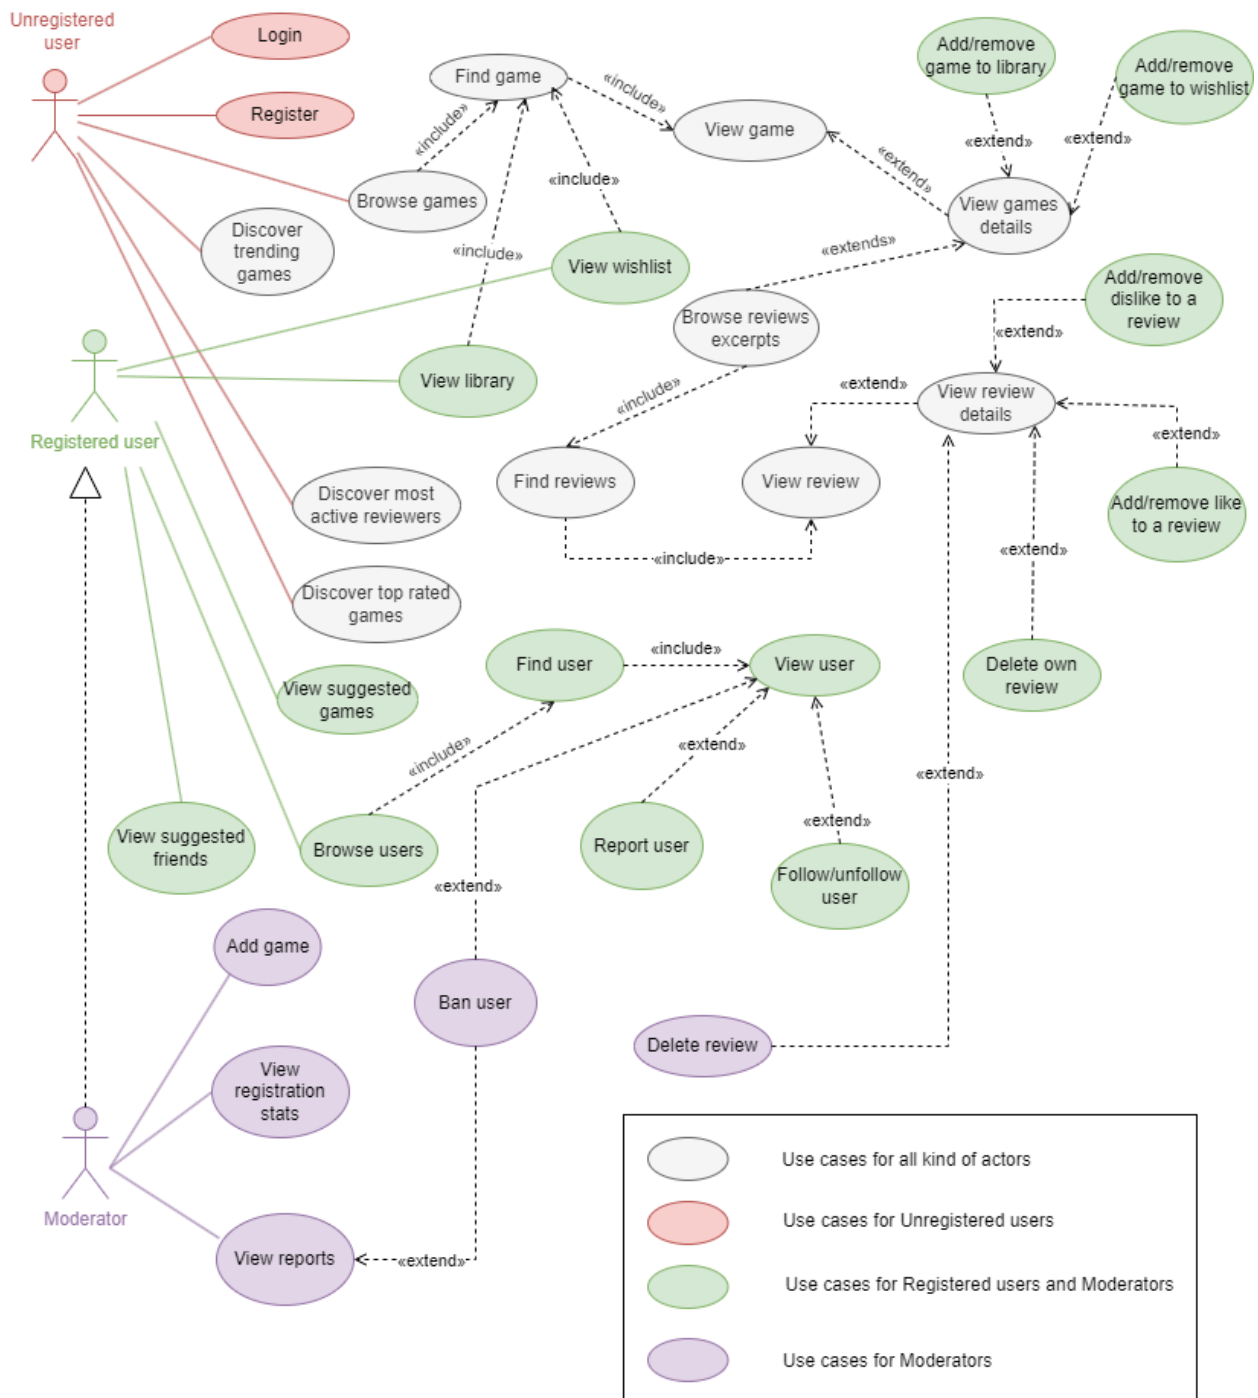 Unregistered
user
Login
Register
Find game
«include»
«include»
View game
Add/remove
game to library
Add/remove
game to wishlist
«extend»
«extend»
«extend»
Browse games
«include»
View games
details
Discover
trending
games
«include»
«extends»
View wishlist
Add/remove
dislike to a
review
Browse reviews
excerpts
«extend»
Registered user
View library
«include»
«extend»
View review
details
«extend»
Find reviews
View review
Add/remove like
to a review
Discover most
active reviewers
«include»
«extend»
Discover top rated
games
Find user
«include»
View user
Delete own
review
View suggested
games
«include»
«extend»
«extend»
View suggested
friends
Browse users
Report user
«extend»
Follow/unfollow
user
«extend»
Add game
Ban user
Delete review
View
registration
stats
Moderator
View reports
«extend»
Use cases for all kind of actors
Use cases for Unregistered users
Use cases for Registered users and Moderators
Use cases for Moderators